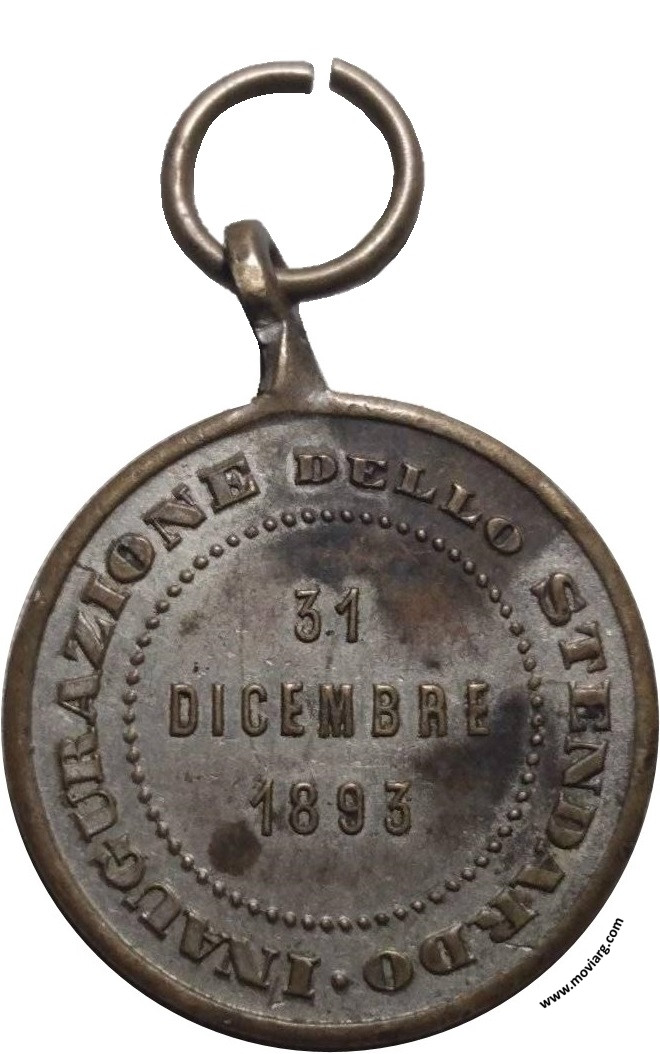 INAUGURAZIONE DELLO STENDARDO ·
31
DICEMBRE
1893
www.moviarg.com